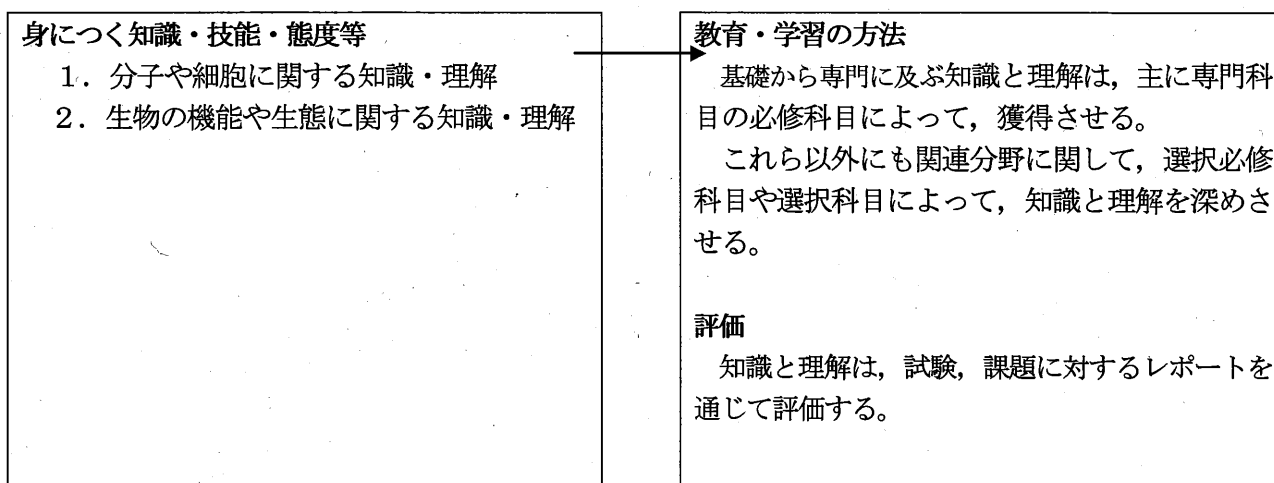 身につく知識・技能・態度等
1.分子や細胞に関する知識・理解
2.生物の機能や生態に関する知識・理解
教育・学習の方法
基礎から専門に及ぶ知識と理解は,主に専門科
目の必修科目によって,獲得させる。
これら以外にも関連分野に関して,選択必修
科目や選択科目によって,知識と理解を深めさ
せる。
評価
知識と理解は,試験,課題に対するレポートを
通じて評価する。